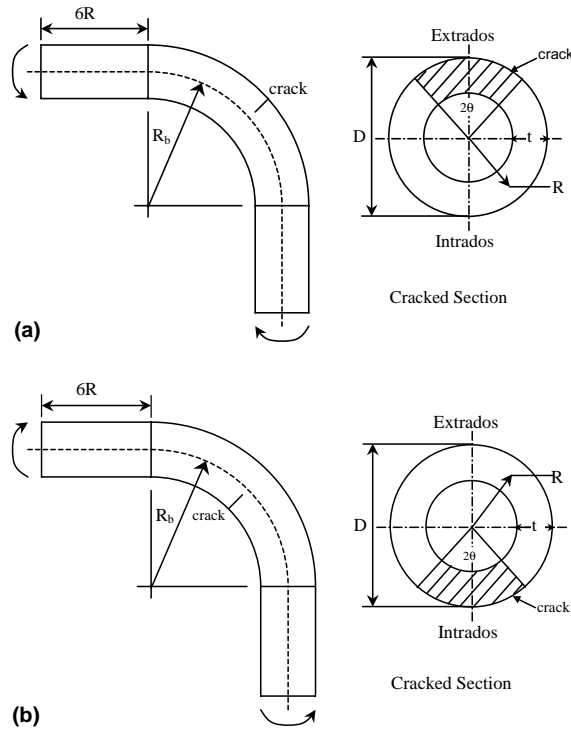 6R
Extrados
crack
crack
2θ
R_b
D
t
R
Intrados
Cracked Section
(a)
6R
Extrados
R
R_b
crack
D
t
2θ
crack
Intrados
Cracked Section
(b)